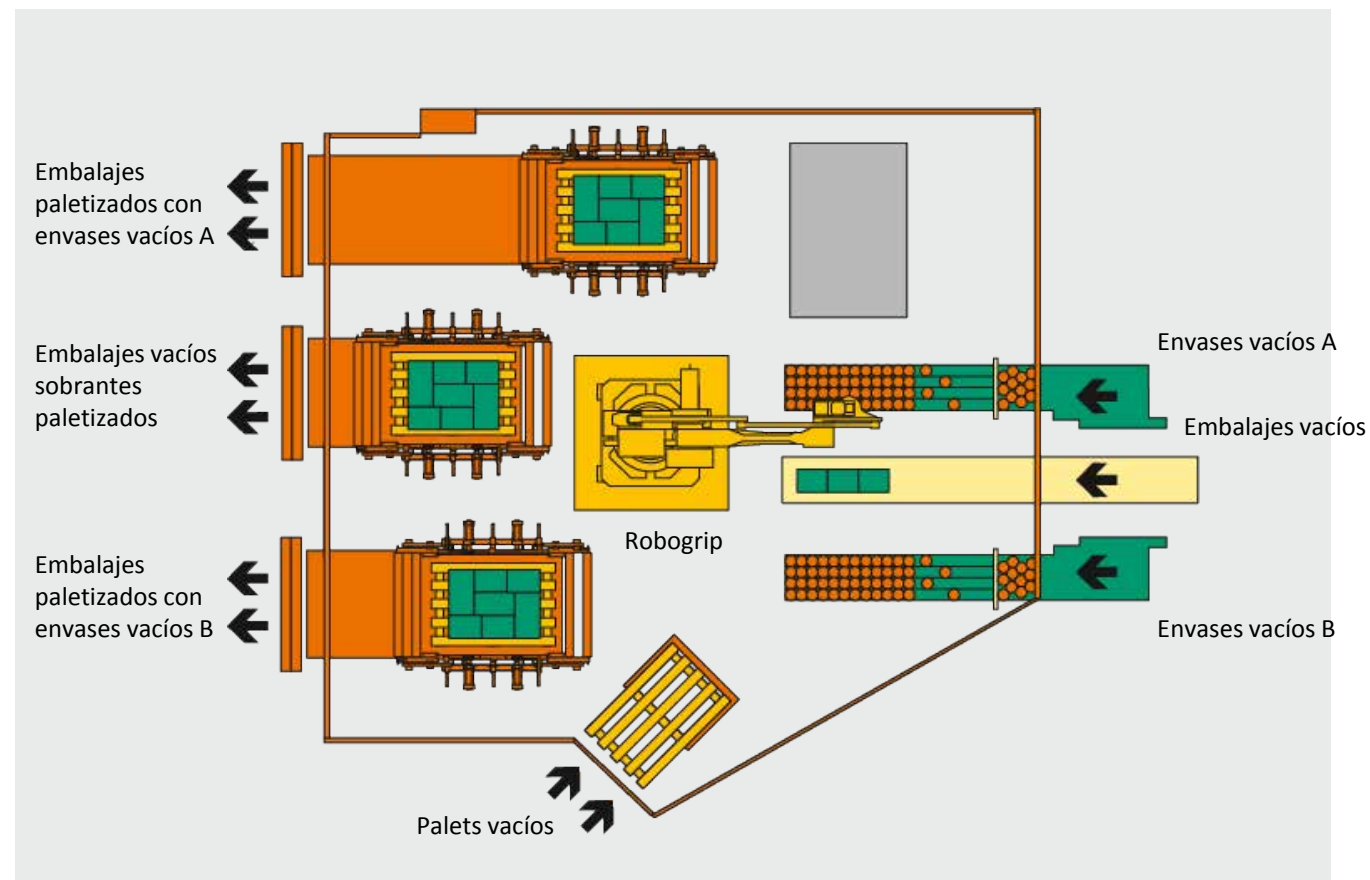 Embalajes
paletizados con
envases vacíos A
Envases vacíos A
Embalajes vacíos
sobrantes
paletizados
Embalajes vacíos
Robogrip
Embalajes
paletizados con
envases vacíos B
Envases vacíos B
Palets vacíos